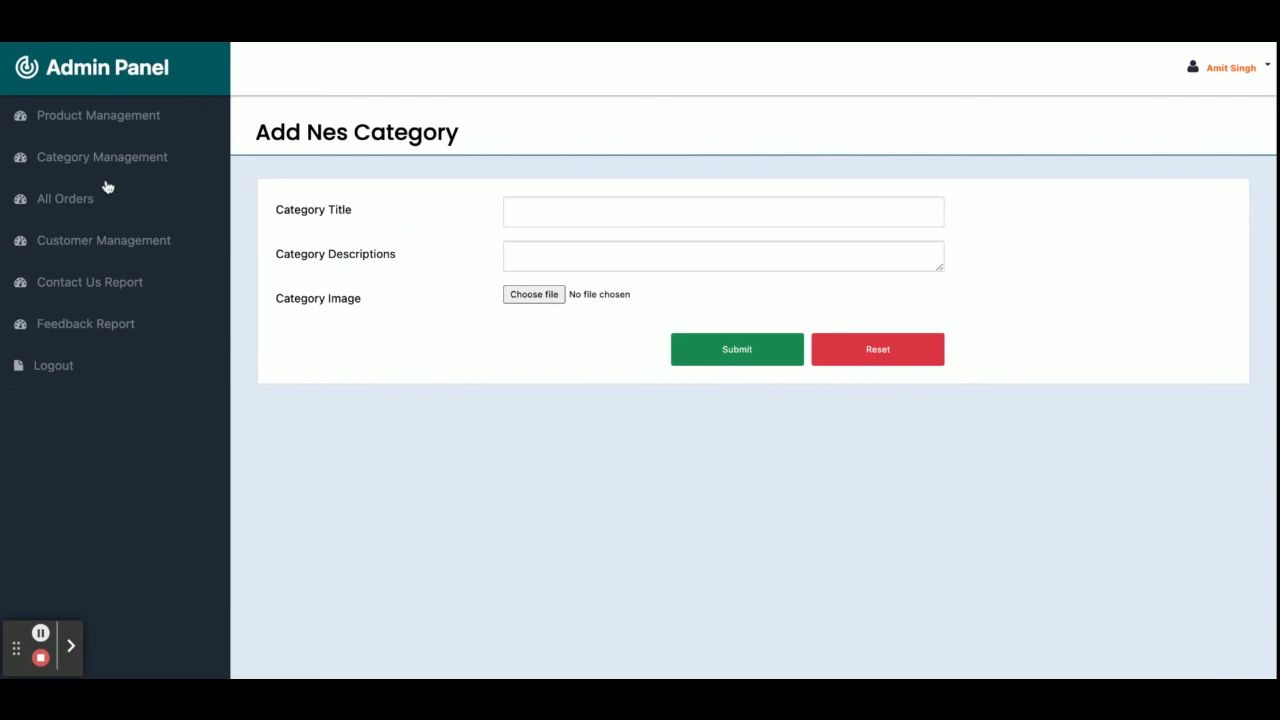 Admin Panel
Amit Singh
Product Management
Category Management
All Orders
Customer Management
Contact Us Report
Feedback Report
Logout
Add Nes Category
Category Title
Category Descriptions
Category Image
Choose file No file chosen
Submit
Reset